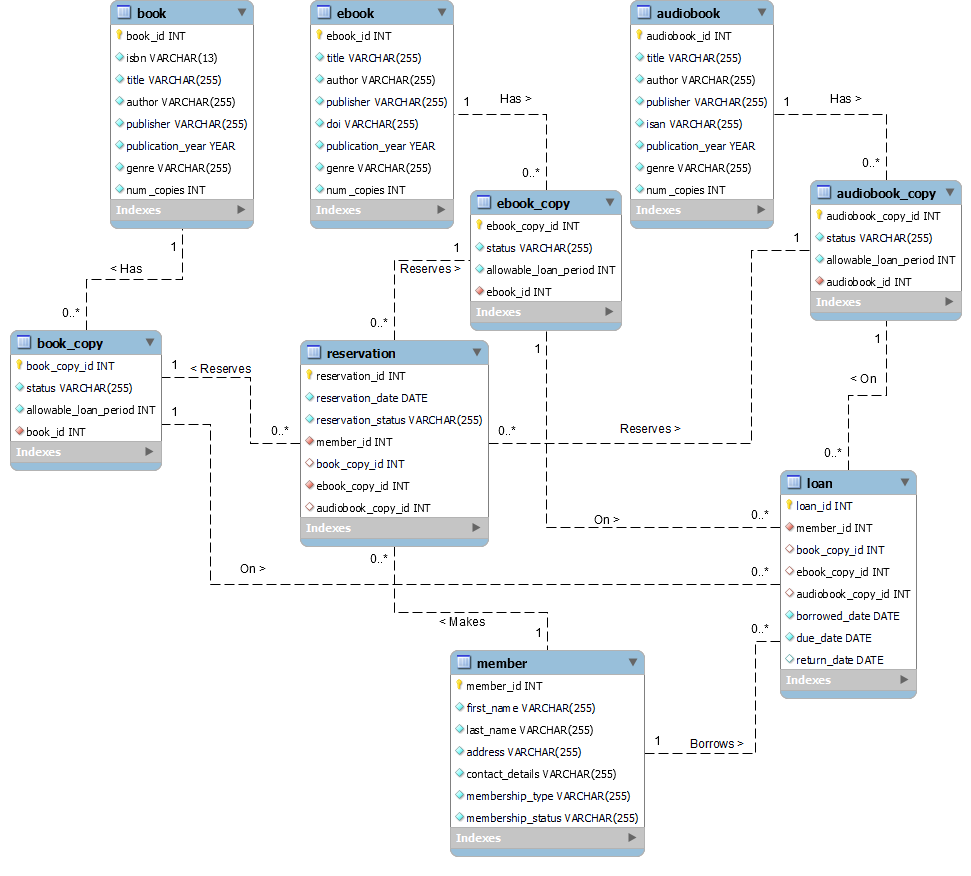 book
book_id INT
isbn VARCHAR(13)
title VARCHAR(255)
author VARCHAR(255)
publisher VARCHAR(255)
publication_year YEAR
genre VARCHAR(255)
num_copies INT
Indexes
ebook
ebook_id INT
title VARCHAR(255)
author VARCHAR(255)
publisher VARCHAR(255)
doi VARCHAR(255)
publication_year YEAR
genre VARCHAR(255)
num_copies INT
Indexes
audiobook
audiobook_id INT
title VARCHAR(255)
author VARCHAR(255)
publisher VARCHAR(255)
isan VARCHAR(255)
publication_year YEAR
genre VARCHAR(255)
num_copies INT
Indexes
1
Has >
0..*
1
Has >
0..*
ebook_copy
ebook_copy_id INT
status VARCHAR(255)
allowable_loan_period INT
ebook_id INT
Indexes
audiobook_copy
audiobook_copy_id INT
status VARCHAR(255)
allowable_loan_period INT
audiobook_id INT
Indexes
1
< Has
0..*
1
Reserves >
0..*
1
book_copy
book_copy_id INT
status VARCHAR(255)
allowable_loan_period INT
book_id INT
Indexes
1
< Reserves
0..*
1
reservation
reservation_id INT
reservation_date DATE
reservation_status VARCHAR(255)
member_id INT
book_copy_id INT
ebook_copy_id INT
audiobook_copy_id INT
Indexes
0..*
Reserves >
1
1
< On
0..*
loan
loan_id INT
member_id INT
book_copy_id INT
ebook_copy_id INT
audiobook_copy_id INT
borrowed_date DATE
due_date DATE
return_date DATE
Indexes
On >
0..*
On >
0..*
0..*
< Makes
1
0..*
member
member_id INT
first_name VARCHAR(255)
last_name VARCHAR(255)
address VARCHAR(255)
contact_details VARCHAR(255)
membership_type VARCHAR(255)
membership_status VARCHAR(255)
Indexes
1
Borrows >